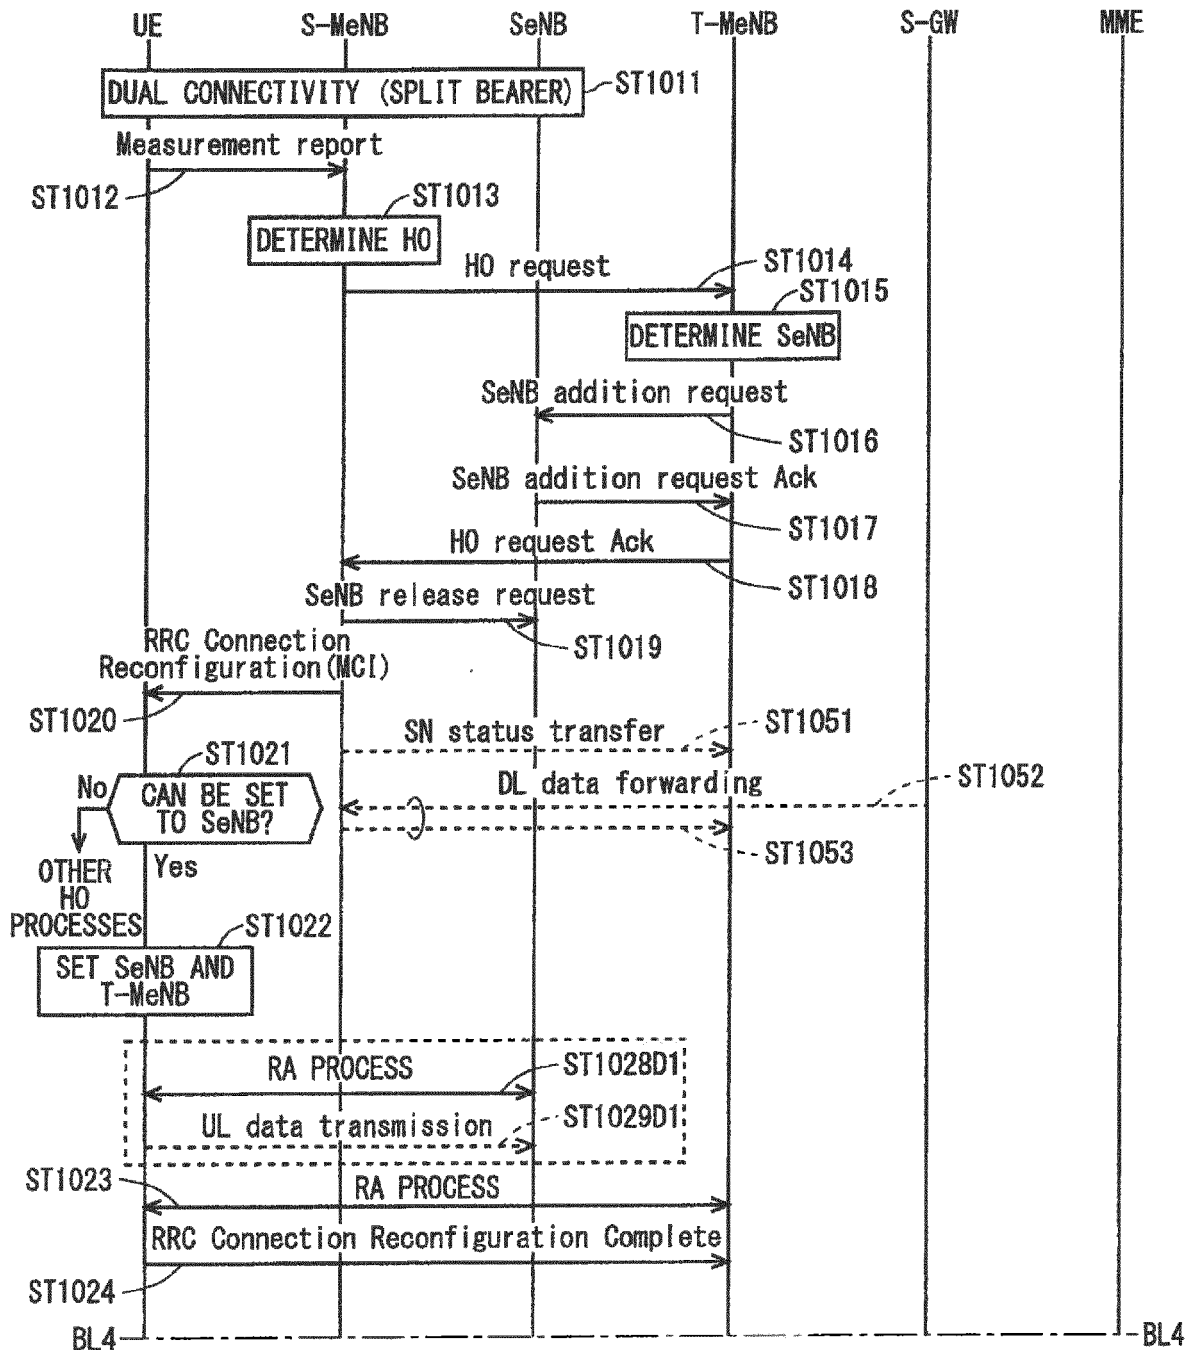 UE S-MeNB SeNB T-MeNB S-GW MME
DUAL CONNECTIVITY (SPLIT BEARER)
ST1011
Measurement report
ST1012
ST1013
DETERMINE HO
HO request
ST1014
ST1015
DETERMINE SeNB
SeNB addition request
ST1016
SeNB addition request Ack
ST1017
HO request Ack
ST1018
SeNB release request
ST1019
RRC Connection
Reconfiguration(MCI)
ST1020
SN status transfer
ST1051
ST1021
DL data forwarding
ST1052
No
CAN BE SET
TO SeNB?
ST1053
Yes
OTHER
HO
PROCESSES
ST1022
SET SeNB AND
T-MeNB
RA PROCESS
ST1028D1
UL data transmission
ST1029D1
ST1023
RA PROCESS
RRC Connection Reconfiguration Complete
ST1024
BL4 BL4